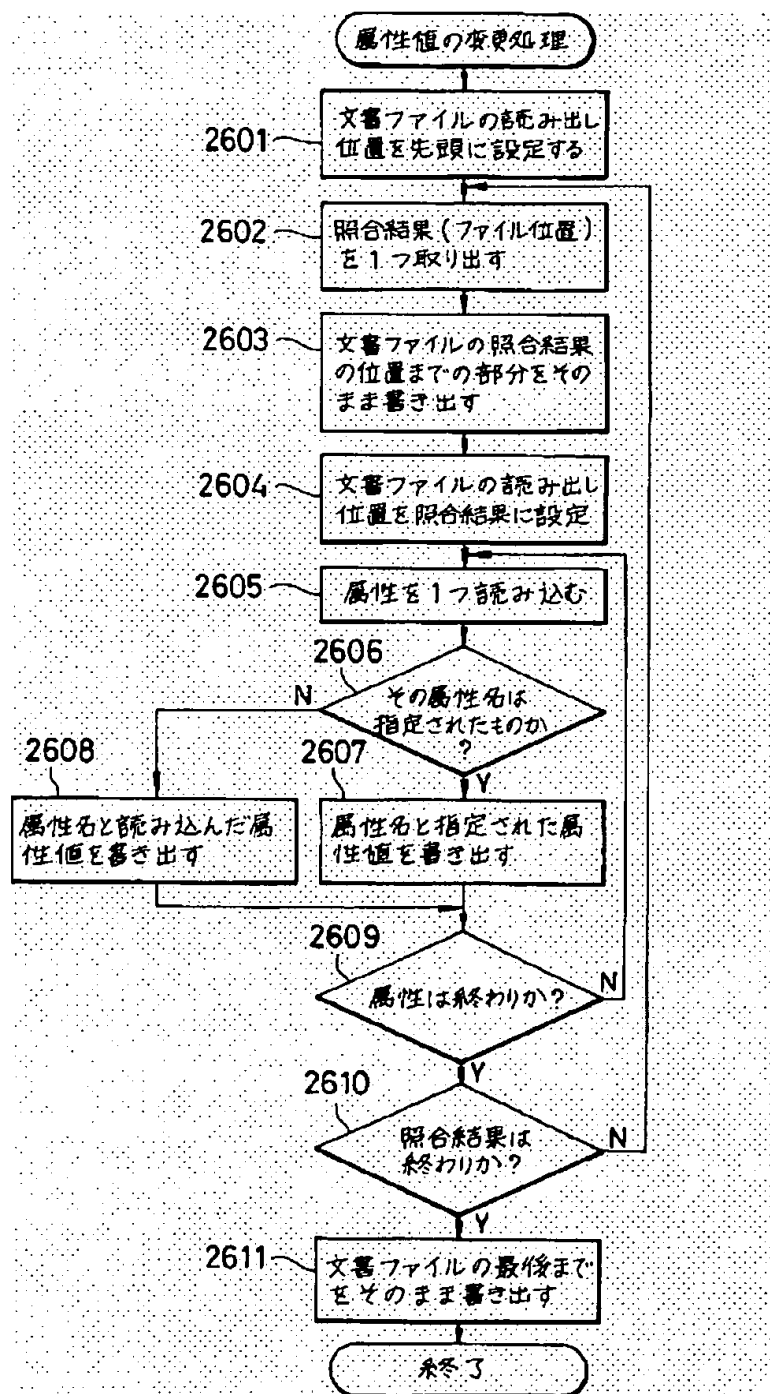 属性値の変更処理
2601
文書ファイルの読み出し
位置を先頭に設定する
2602
照合結果(ファイル位置)
を1つ取り出す
2603
文書ファイルの照合結果
の位置までの部分をその
まま書き出す
2604
文書ファイルの読み出し
位置を照合結果に設定
2605
属性を1つ読み込む
2606
その属性名は
指定されたものか
?
N
Y
2608
属性名と読み込んだ属
性値を書き出す
2607
属性名と指定された属
性値を書き出す
2609
属性は終わりか?
N
Y
2610
照合結果は
終わりか?
N
Y
2611
文書ファイルの最後まで
をそのまま書き出す
終了